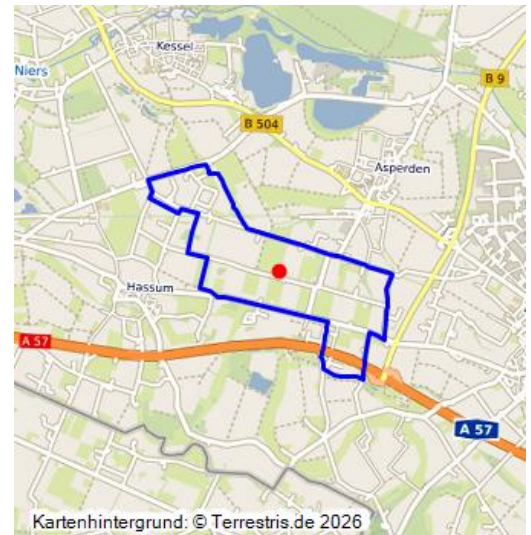 Kessel
Niers
B 9
B 504
Asperden
Hassum
A 57
A 57
Kartenhintergrund: © Terrestris.de 2026